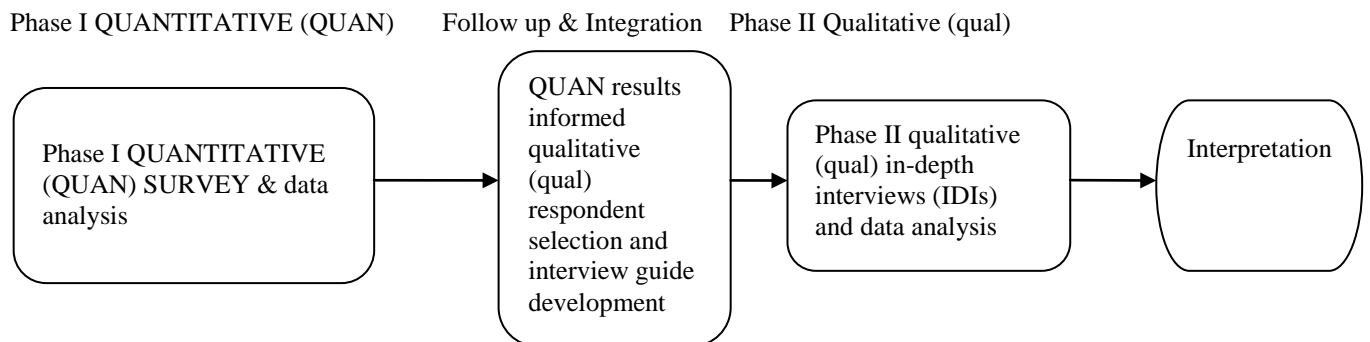 Phase I QUANTITATIVE (QUAN)
Follow up & Integration
Phase II Qualitative (qual)
Phase I QUANTITATIVE
(QUAN) SURVEY & data
analysis
QUAN results
informed
qualitative
(qual)
respondent
selection and
interview guide
development
Phase II qualitative
(qual) in-depth
interviews (IDIs)
and data analysis
Interpretation